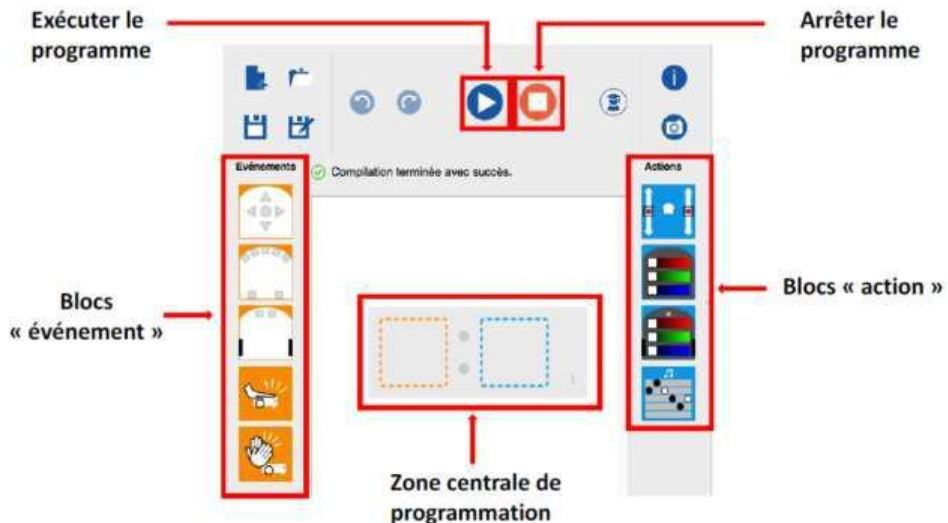 Exécuter le
programme
Arrêter le
programme
Evénements
Compilation terminée avec succès.
Actions
Blocs
« événement »
Blocs « action »
1
Zone centrale de
programmation